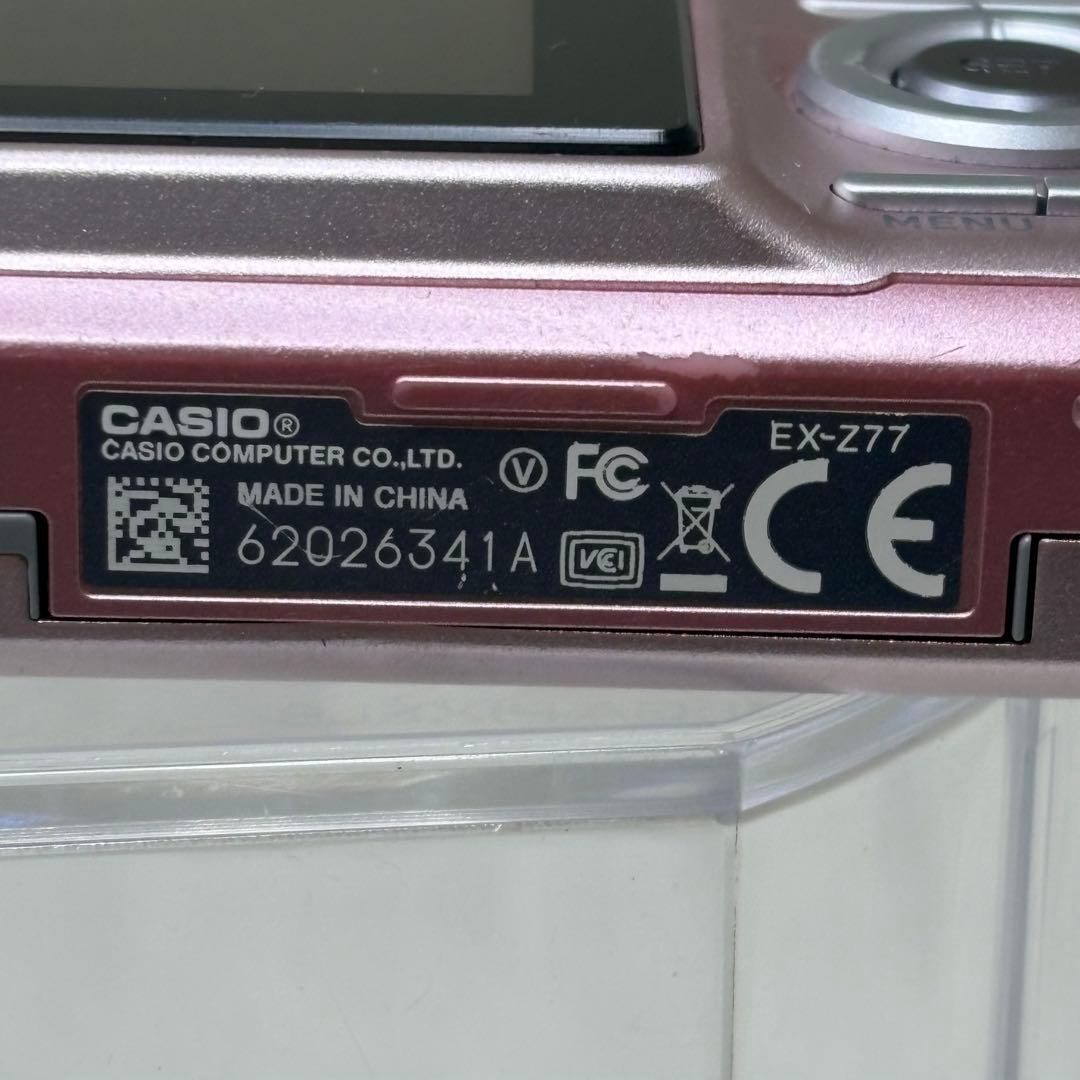 SET
MENU
CASIO®
CASIO COMPUTER CO.,LTD.
MADE IN CHINA
62026341A
V
FC
VCI
EX-Z77
CE